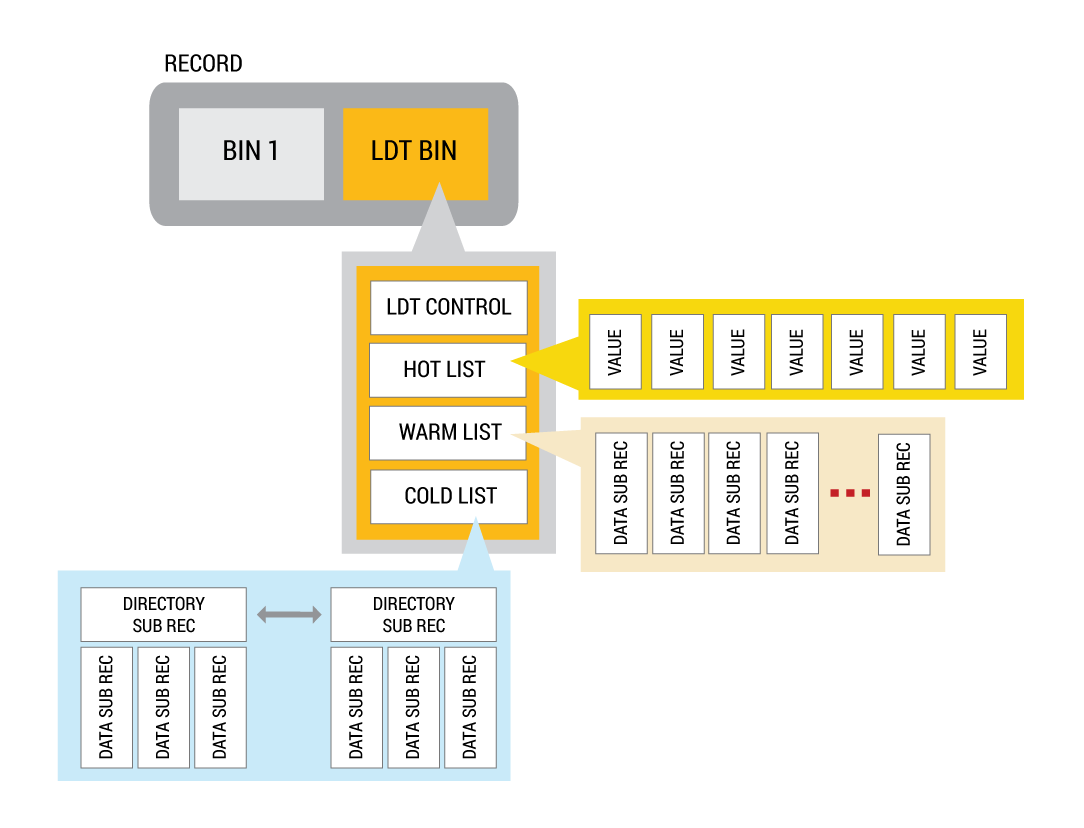 RECORD
BIN 1
LDT BIN
LDT CONTROL
HOT LIST
WARM LIST
COLD LIST
VALUE
VALUE
VALUE
VALUE
VALUE
VALUE
VALUE
DATA SUB REC
DATA SUB REC
DATA SUB REC
DATA SUB REC
DATA SUB REC
DIRECTORY
SUB REC
DATA SUB REC
DATA SUB REC
DATA SUB REC
DIRECTORY
SUB REC
DATA SUB REC
DATA SUB REC
DATA SUB REC